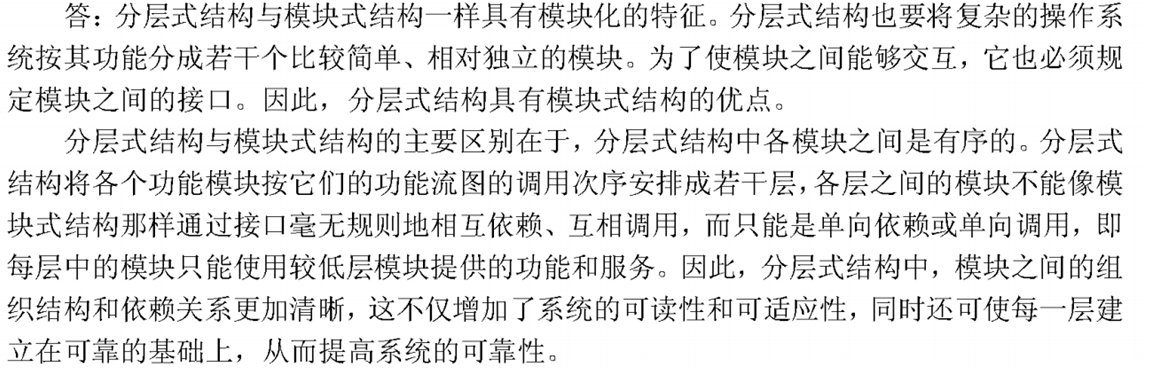 答：分层式结构与模块式结构一样具有模块化的特征。分层式结构也要将复杂的操作系
统按其功能分成若干个比较简单、相对独立的模块。为了使模块之间能够交互，它也必须规
定模块之间的接口。因此，分层式结构具有模块式结构的优点。
分层式结构与模块式结构的主要区别在于，分层式结构中各模块之间是有序的。分层式
结构将各个功能模块按它们的功能流图的调用次序安排成若干层，各层之间的模块不能像模
块式结构那样通过接口毫无规则地相互依赖、互相调用，而只能是单向依赖或单向调用，即
每层中的模块只能使用较低层模块提供的功能和服务。因此，分层式结构中，模块之间的组
织结构和依赖关系更加清晰，这不仅增加了系统的可读性和可适应性，同时还可使每一层建
立在可靠的基础上，从而提高系统的可靠性。